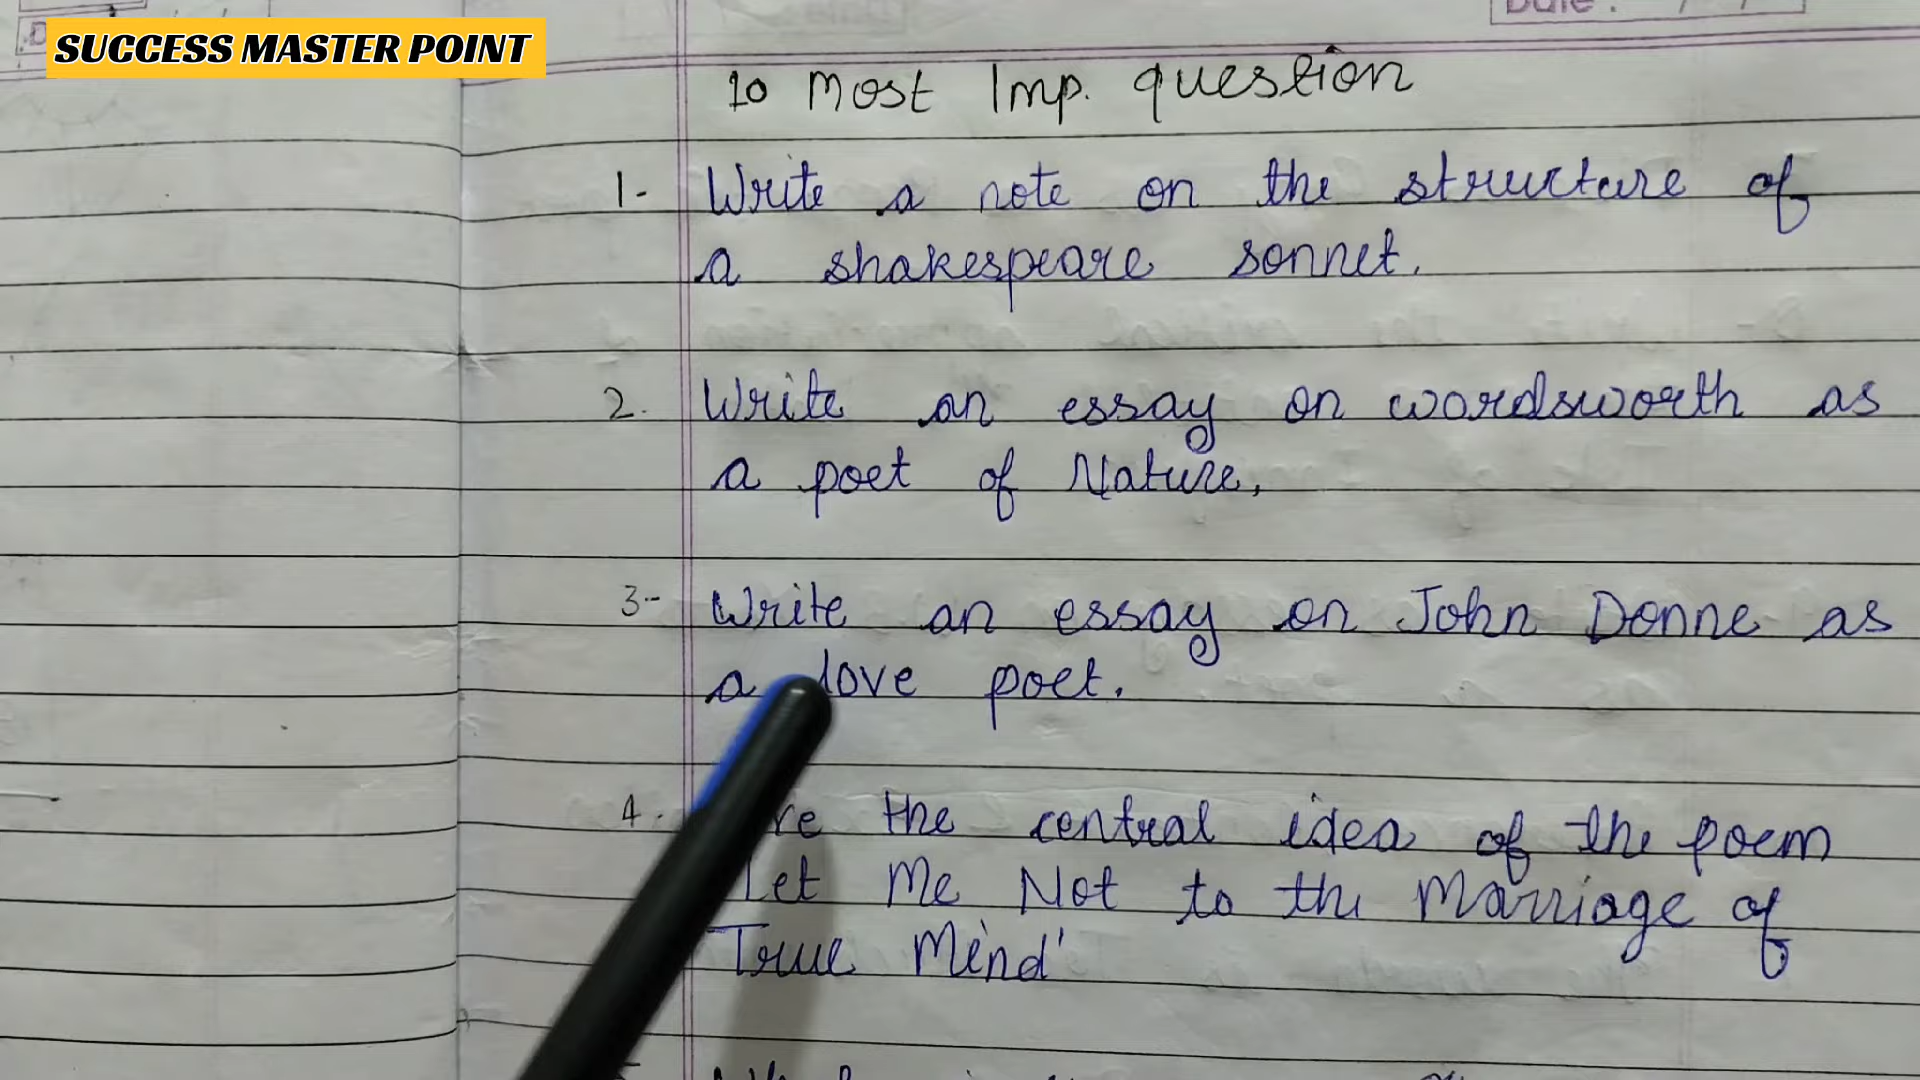 SUCCESS MASTER POINT
Date :
10 Most Imp. question
1- Write a note on the structure of
a shakespeare sonnet.
2. Write an essay on wordsworth as
a poet of Nature.
3- Write an essay on John Donne as
a love poet.
4. the central idea of the poem
Let Me Not to the Marriage of
True Mind'